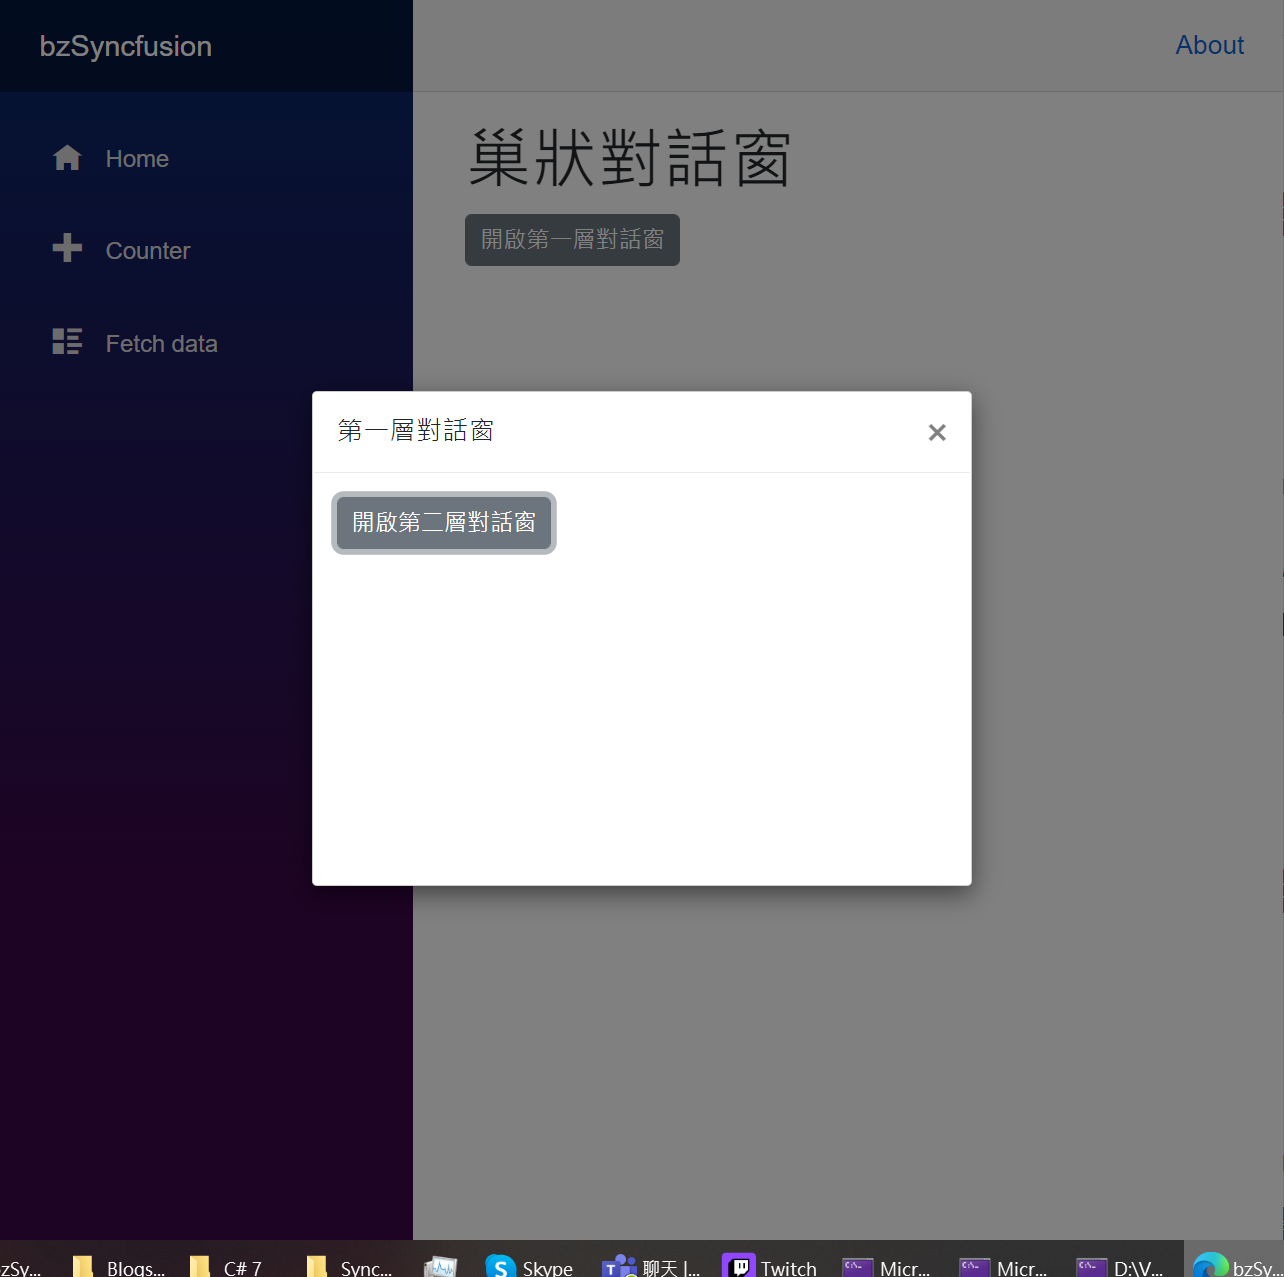 bzSyncfusion
About
Home
Counter
Fetch data
巢狀對話窗
開啟第一層對話窗
第一層對話窗
開啟第二層對話窗
zSy...
Blogs...
C# 7
Sync...
Skype
聊天 |...
Twitch
Micr...
Micr...
D:\V...
bzSy...